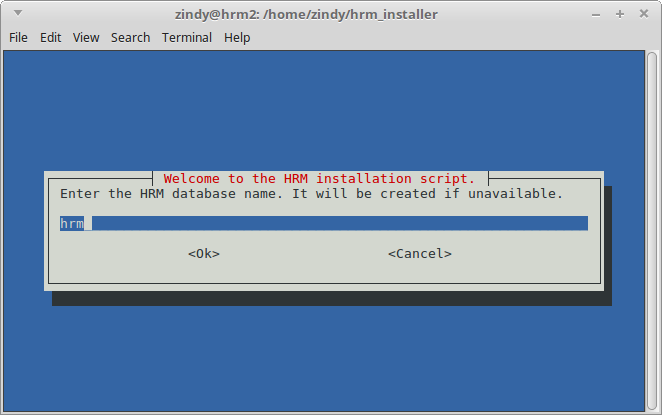 zindy@hrm2: /home/zindy/hrm_installer
File Edit View Search Terminal Help
Welcome to the HRM installation script.
Enter the HRM database name. It will be created if unavailable.
hrm
<Ok> <Cancel>